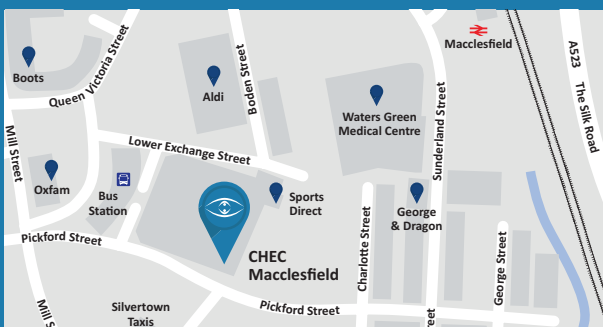 Queen Victoria Street
Boots
Mill Street
Oxfam
Bus
Station
Aldi
Boden Street
Lower Exchange Street
Waters Green
Medical Centre
Sunderland Street
Macclesfield
A523 The Silk Road
Sports
Direct
George
& Dragon
Charlotte Street
George Street
CHEC
Macclesfield
Pickford Street
Pickford Street
Silvertown
Taxis
Mill S
reet